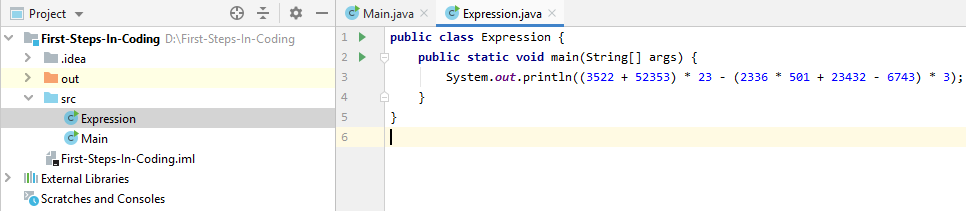 Project
First-Steps-In-Coding D:\First-Steps-In-Coding
.idea
out
src
Expression
Main
First-Steps-In-Coding.iml
External Libraries
Scratches and Consoles
Main.java Expression.java
1 public class Expression {
2 public static void main(String[] args) {
3 System.out.println((3522 + 52353) * 23 - (2336 * 501 + 23432 - 6743) * 3);
4 }
5 }
6